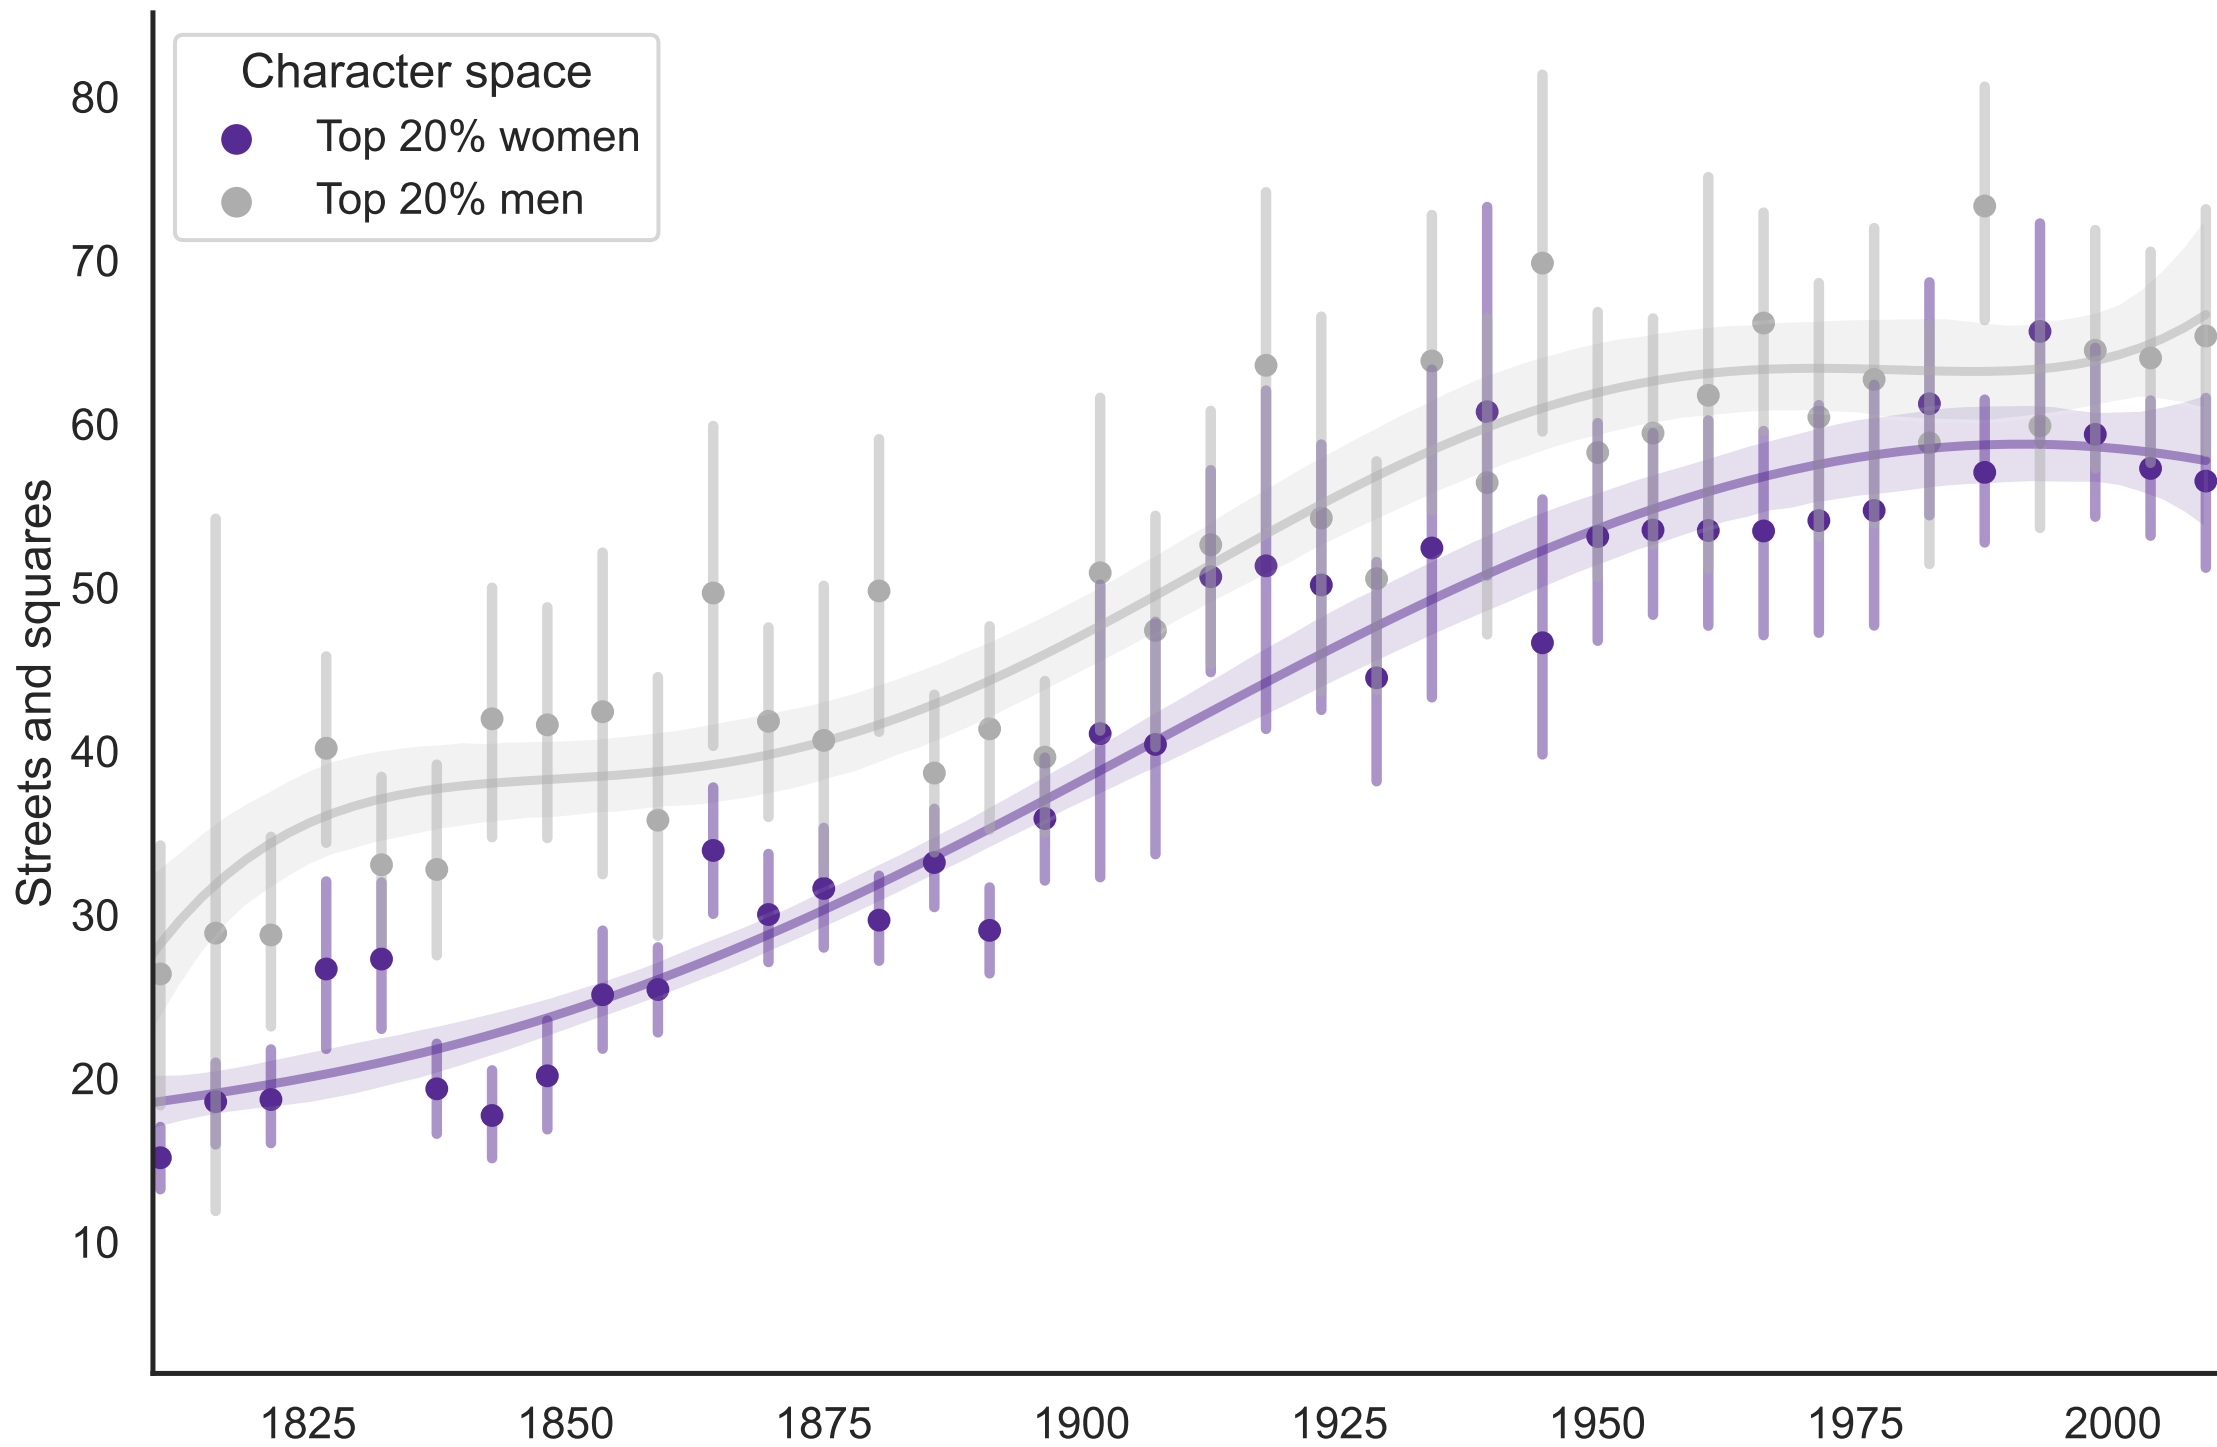 Character space
Top 20% women
Top 20% men
Streets and squares
80
70
60
50
40
30
20
10
1825 1850 1875 1900 1925 1950 1975 2000